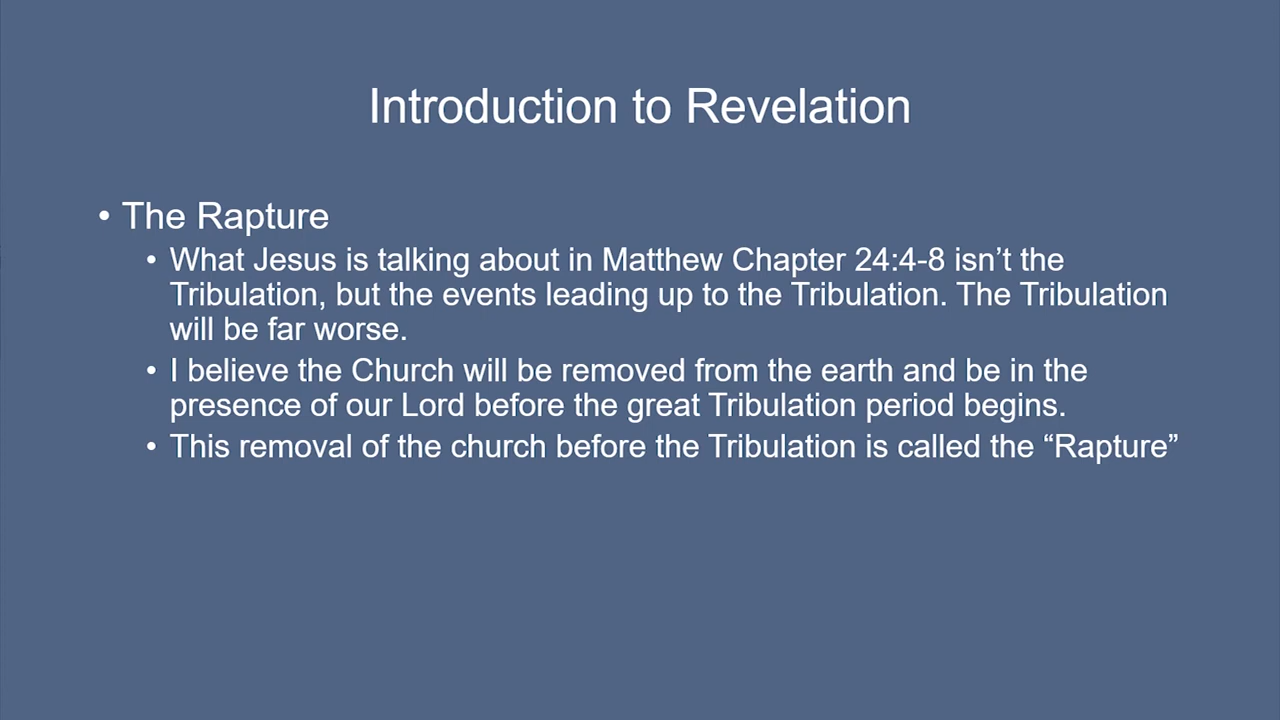 Introduction to Revelation
• The Rapture
• What Jesus is talking about in Matthew Chapter 24:4-8 isn’t the
Tribulation, but the events leading up to the Tribulation. The Tribulation
will be far worse.
• I believe the Church will be removed from the earth and be in the
presence of our Lord before the great Tribulation period begins.
• This removal of the church before the Tribulation is called the “Rapture”